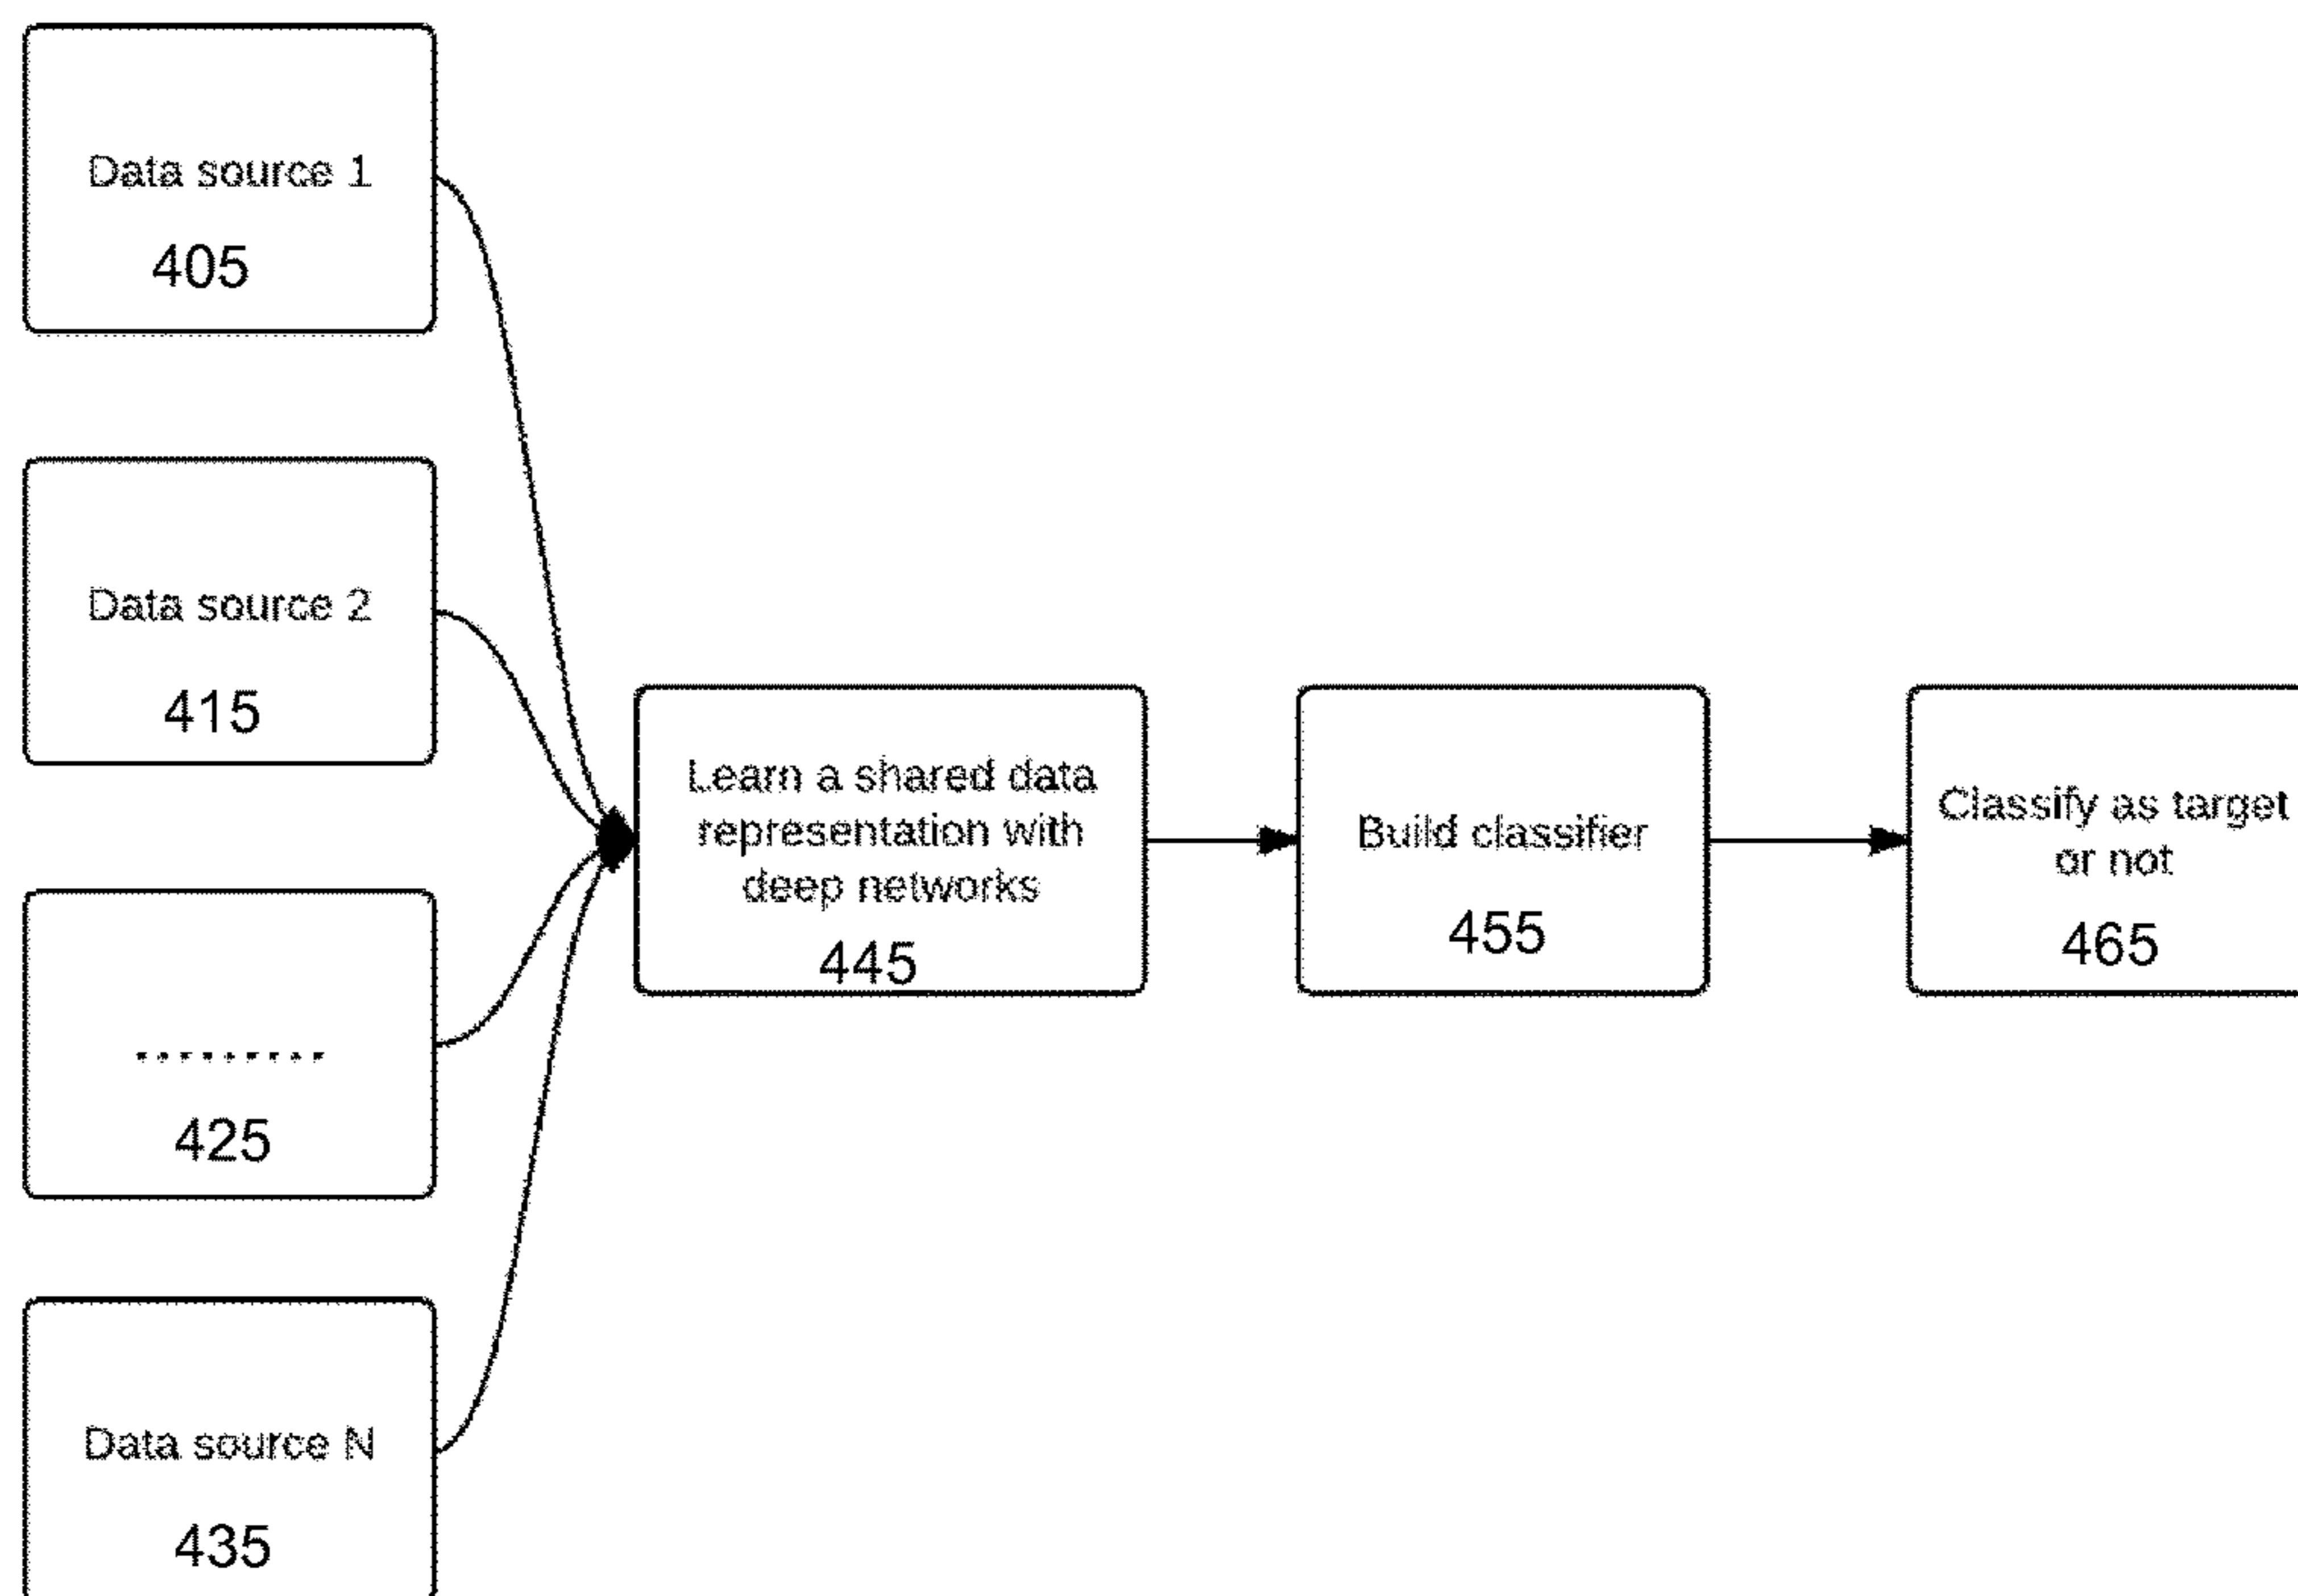 Data source 1
405
Data source 2
415
.........
425
Data source N
435
Learn a shared data
representation with
deep networks
445
Build classifier
455
Classify as target
or not
465